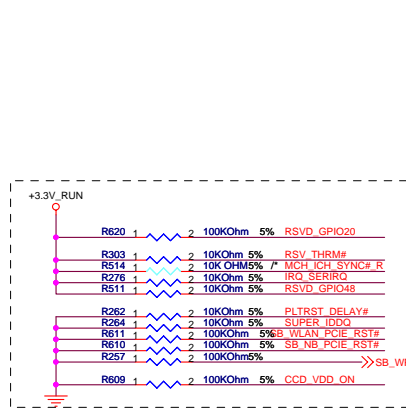 +3.3V_RUN
R620 1 2 100KOhm 5% RSVD_GPIO20
R303 1 2 10KOhm 5% RSV_THRM#
R514 1 2 10K OHM5% /* MCH_ICH_SYNC#_R
R276 1 2 10KOhm 5% IRQ_SERIRQ
R511 1 2 10KOhm 5% RSVD_GPIO48
R262 1 2 10KOhm 5% PLTRST_DELAY#
R264 1 2 10KOhm 5% SUPER_IDDQ
R611 1 2 100KOhm 5% SB_WLAN_PCIE_RST#
R610 1 2 100KOhm 5% SB_NB_PCIE_RST#
R257 1 2 100KOhm5% SB_WL
R609 1 2 100KOhm 5% CCD_VDD_ON